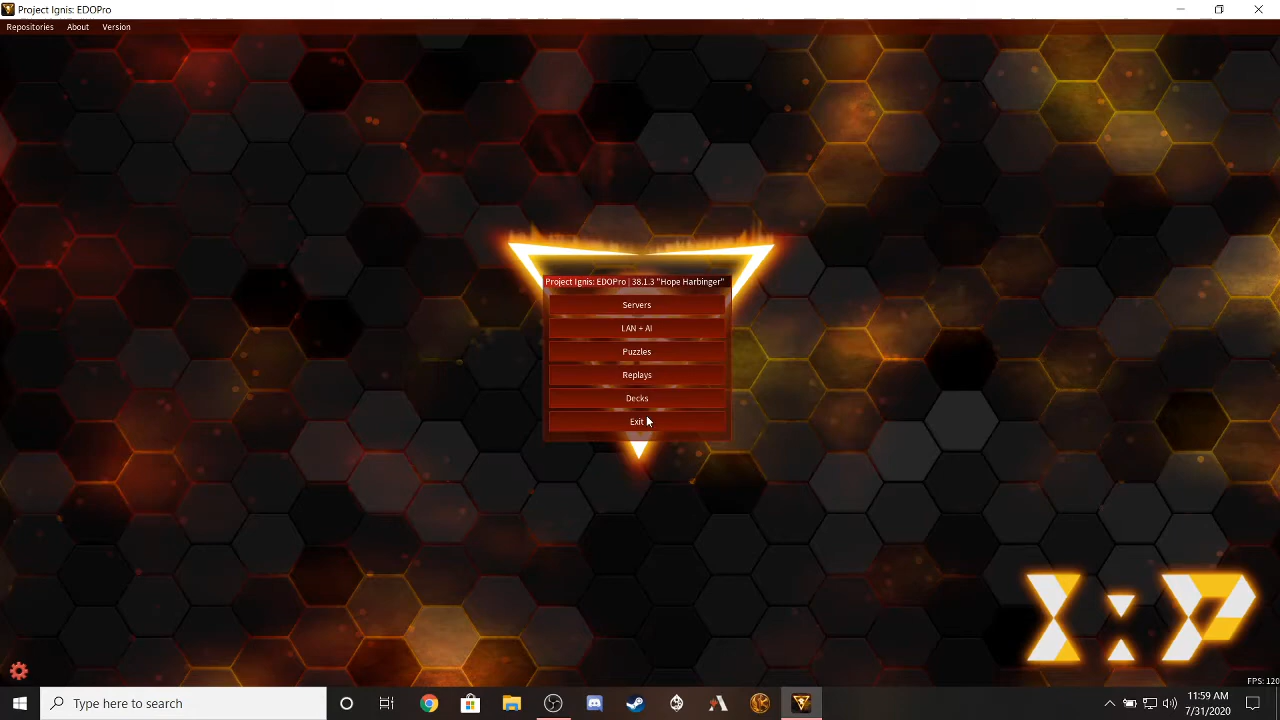 Project Ignis: EDOPro
Repositories About Version
Project Ignis: EDOPro | 38.1.3 "Hope Harbinger"
Servers
LAN + AI
Puzzles
Replays
Decks
Exit
X:P
FPS: 120
Type here to search
11:59 AM
7/31/2020